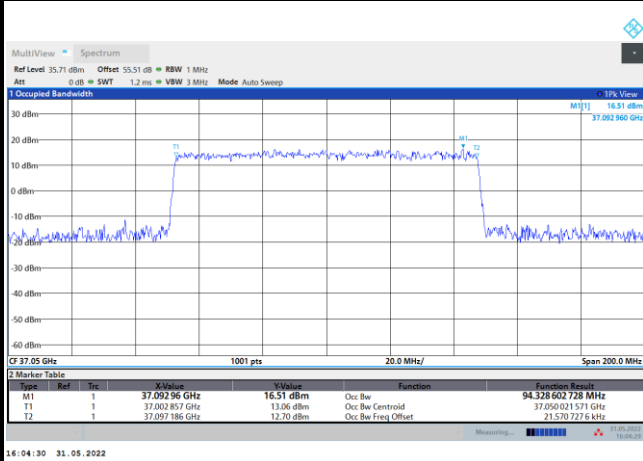 MultiView Spectrum
Ref Level 35.71 dBm Offset 55.51 dB RBW 1 MHz
Att 0 dB SWT 1.2 ms VBW 3 MHz Mode Auto Sweep
1 Occupied Bandwidth 1Pk View
M1[1] 16.51 dBm
37.092 960 GHz
30 dBm
20 dBm
10 dBm
0 dBm
-10 dBm
-20 dBm
-30 dBm
-40 dBm
-50 dBm
-60 dBm
T1 M1 T2
CF 37.05 GHz 1001 pts 20.0 MHz/ Span 200.0 MHz
2 Marker Table
Type Ref Trc X-Value Y-Value Function Function Result
M1 1 37.092 96 GHz 16.51 dBm Occ Bw 94.328 602 728 MHz
T1 1 37.002 857 GHz 13.06 dBm Occ Bw Centroid 37.050 021 571 GHz
T2 1 37.097 186 GHz 12.70 dBm Occ Bw Freq Offset 21.570 727 6 kHz
Measuring... 31.05.2022
16:04:29
16:04:30 31.05.2022